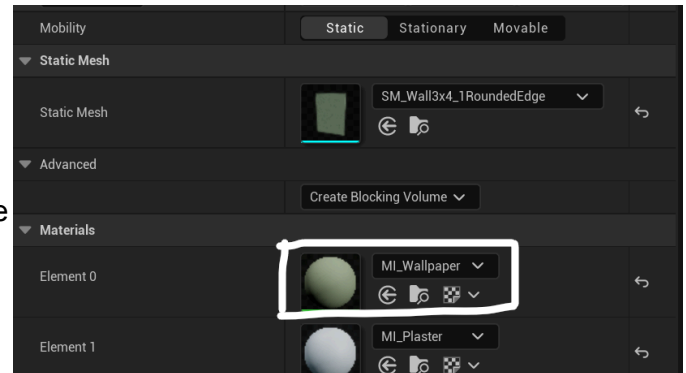 Mobility
Static Stationary Movable
Static Mesh
Static Mesh
SM_Wall3x4_1RoundedEdge
Advanced
Create Blocking Volume
e
Materials
Element 0
MI_Wallpaper
Element 1
MI_Plaster